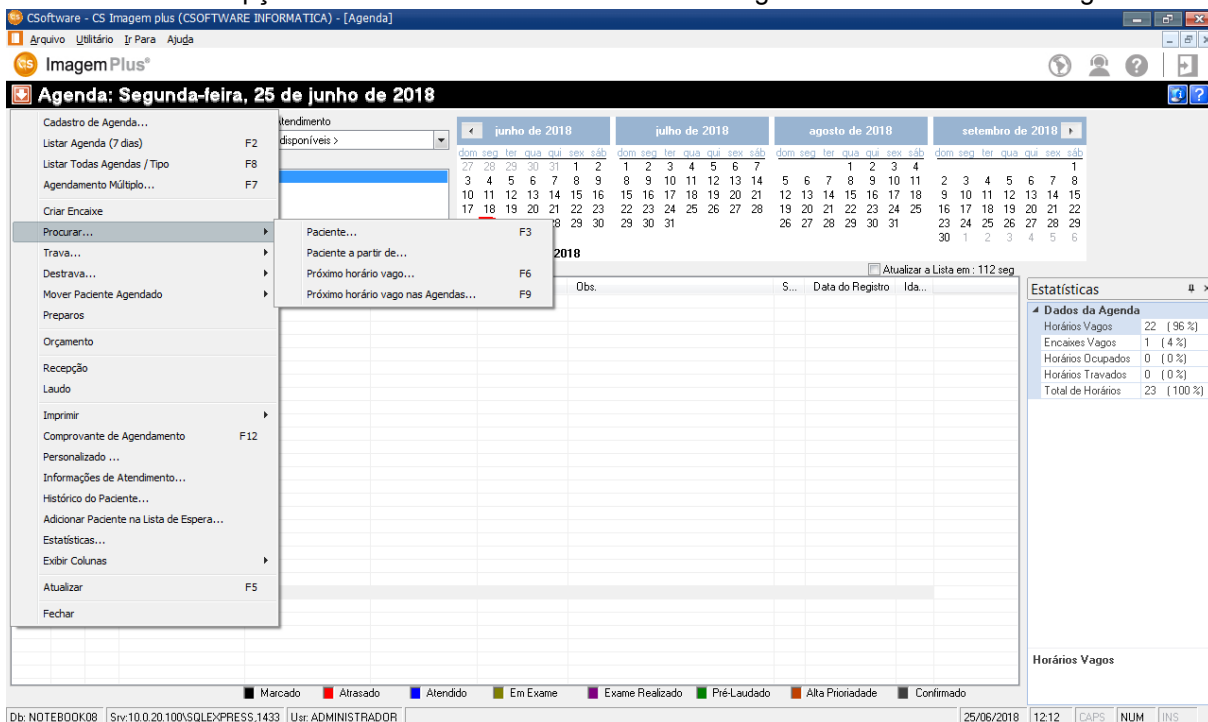 CSoftware - CS Imagem plus (CSOFTWARE INFORMATICA) - [Agenda]
Arquivo Utilitário Ir Para Ajuda
cs ImagemPlus®
Agenda: Segunda-feira, 25 de junho de 2018
Cadastro de Agenda...
Listar Agenda (7 dias) F2
Listar Todas Agendas / Tipo F8
Agendamento Múltiplo... F7
Criar Encaixe
Procurar...
Trava...
Destrava...
Mover Paciente Agendado
Preparos
Orçamento
Recepção
Laudo
Imprimir
Comprovante de Agendamento F12
Personalizado ...
Informações de Atendimento...
Histórico do Paciente...
Adicionar Paciente na Lista de Espera...
Estatísticas...
Exibir Colunas
Atualizar F5
Fechar
Paciente... F3
Paciente a partir de...
Próximo horário vago... F6
Próximo horário vago nas Agendas... F9
tendimento
disponíveis >
junho de 2018
dom seg ter qua qui sex sáb
27 28 29 30 31 1 2
3 4 5 6 7 8 9
10 11 12 13 14 15 16
17 18 19 20 21 22 23
28 29 30
julho de 2018
dom seg ter qua qui sex sáb
1 2 3 4 5 6 7
8 9 10 11 12 13 14
15 16 17 18 19 20 21
22 23 24 25 26 27 28
29 30 31
agosto de 2018
dom seg ter qua qui sex sáb
1 2 3 4
5 6 7 8 9 10 11
12 13 14 15 16 17 18
19 20 21 22 23 24 25
26 27 28 29 30 31
setembro de 2018
dom seg ter qua qui sex sáb
1
2 3 4 5 6 7 8
9 10 11 12 13 14 15
16 17 18 19 20 21 22
23 24 25 26 27 28 29
30 1 2 3 4 5 6
2018
Atualizar a Lista em : 112 seg
Obs. S... Data do Registro Ida...
Estatísticas
Dados da Agenda
Horários Vagos 22 (96 %)
Encaixes Vagos 1 (4 %)
Horários Ocupados 0 (0 %)
Horários Travados 0 (0 %)
Total de Horários 23 (100 %)
Horários Vagos
Marcado Atrasado Atendido Em Exame Exame Realizado Pré-Laudado Alta Prioriadade Confirmado
Db: NOTEBOOK08 Srv:10.0.20.100\SQLEXPRESS,1433 Usr: ADMINISTRADOR 25/06/2018 12:12 CAPS NUM INS